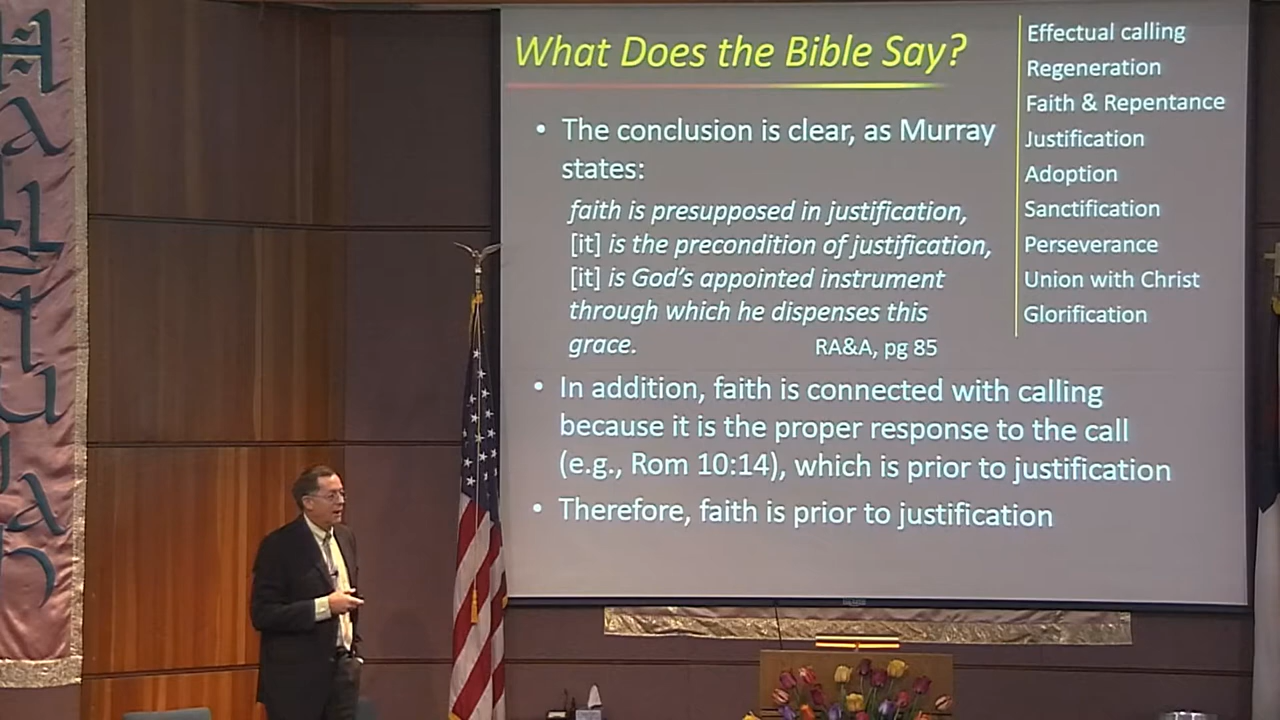 Hallelujah
What Does the Bible Say?
• The conclusion is clear, as Murray
states:
faith is presupposed in justification,
[it] is the precondition of justification,
[it] is God's appointed instrument
through which he dispenses this
grace. RA&A, pg 85
• In addition, faith is connected with calling
because it is the proper response to the call
(e.g., Rom 10:14), which is prior to justification
• Therefore, faith is prior to justification
Effectual calling
Regeneration
Faith & Repentance
Justification
Adoption
Sanctification
Perseverance
Union with Christ
Glorification